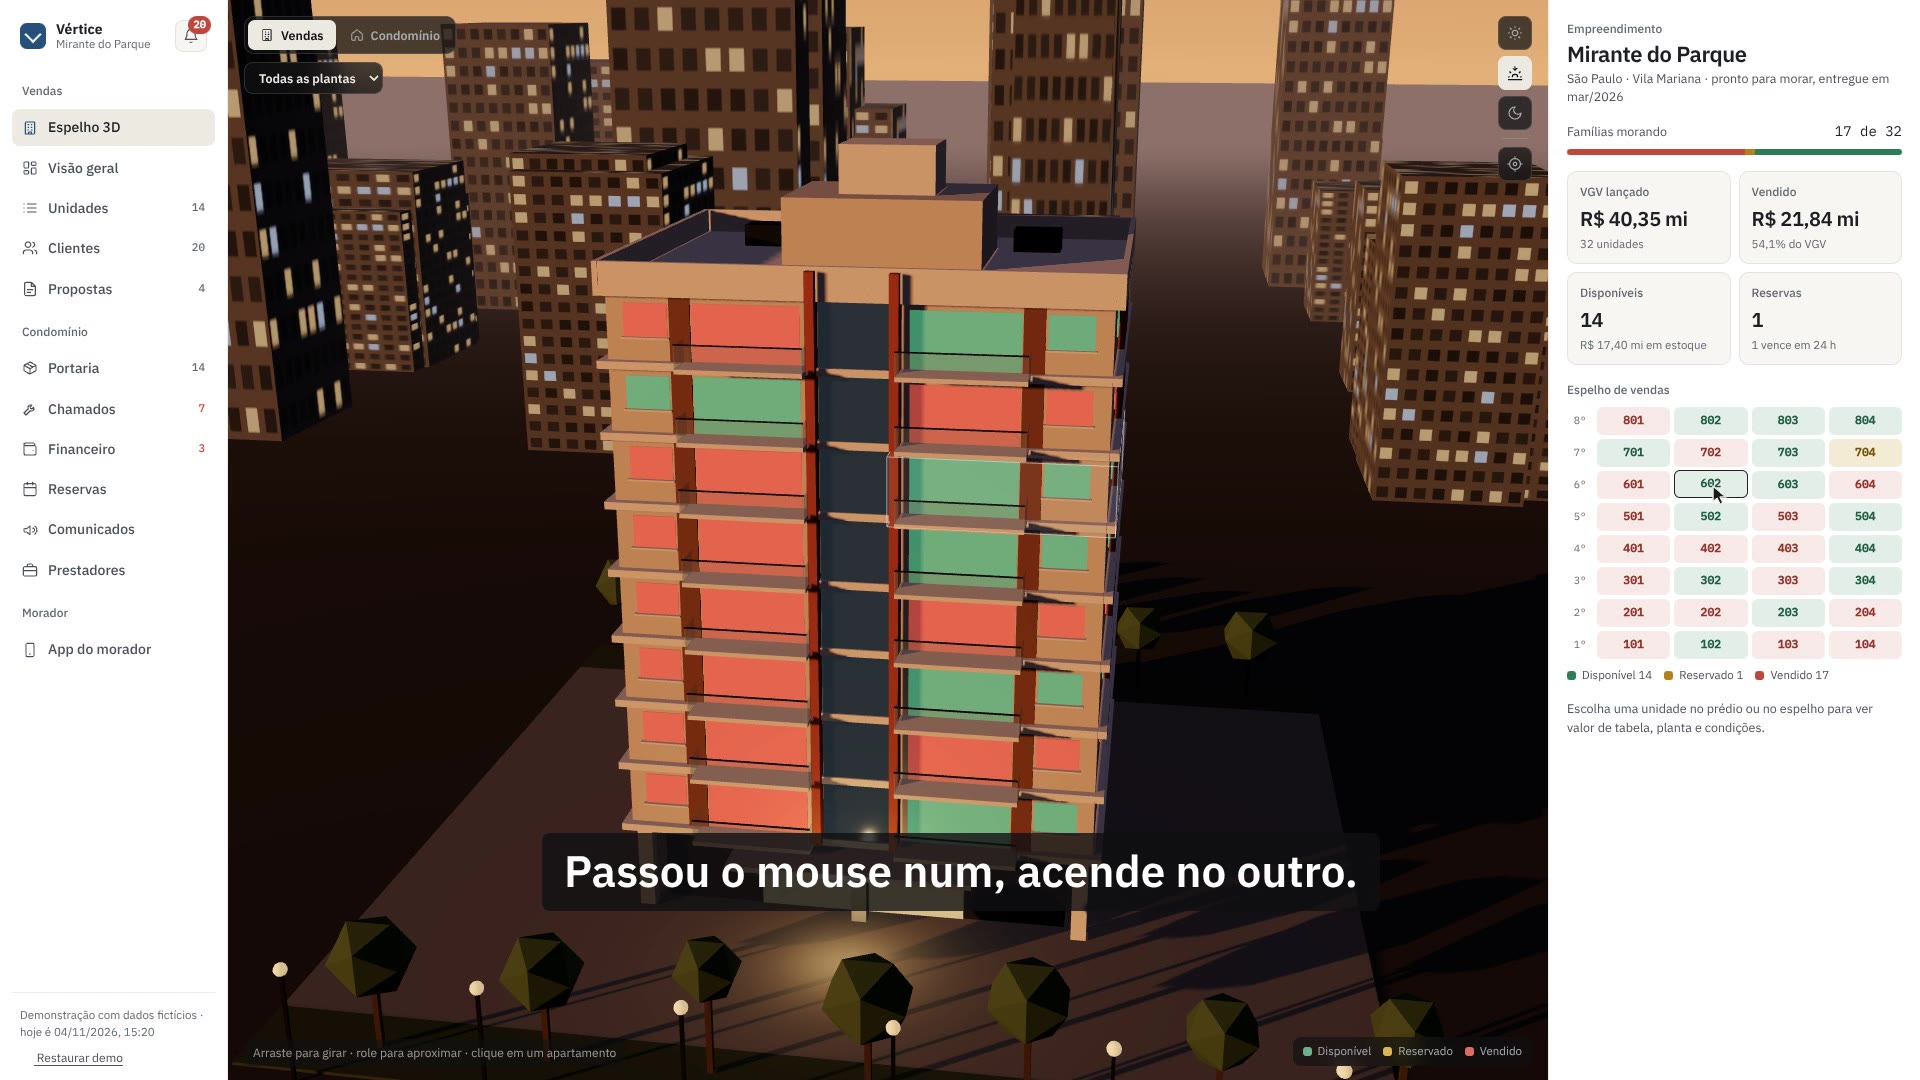 Vértice
Mirante do Parque
20
Vendas
Espelho 3D
Visão geral
Unidades 14
Clientes 20
Propostas 4
Condomínio
Portaria 14
Chamados 7
Financeiro 3
Reservas
Comunicados
Prestadores
Morador
App do morador
Demonstração com dados fictícios ·
hoje é 04/11/2026, 15:20
Restaurar demo
Vendas Condomínio
Todas as plantas
Passou o mouse num, acende no outro.
Arraste para girar · role para aproximar · clique em um apartamento
Disponível Reservado Vendido
Empreendimento
Mirante do Parque
São Paulo · Vila Mariana · pronto para morar, entregue em
mar/2026
Famílias morando 17 de 32
VGV lançado
R$ 40,35 mi
32 unidades
Vendido
R$ 21,84 mi
54,1% do VGV
Disponíveis
14
R$ 17,40 mi em estoque
Reservas
1
1 vence em 24 h
Espelho de vendas
8° 801 802 803 804
7° 701 702 703 704
6° 601 602 603 604
5° 501 502 503 504
4° 401 402 403 404
3° 301 302 303 304
2° 201 202 203 204
1° 101 102 103 104
Disponível 14 Reservado 1 Vendido 17
Escolha uma unidade no prédio ou no espelho para ver
valor de tabela, planta e condições.